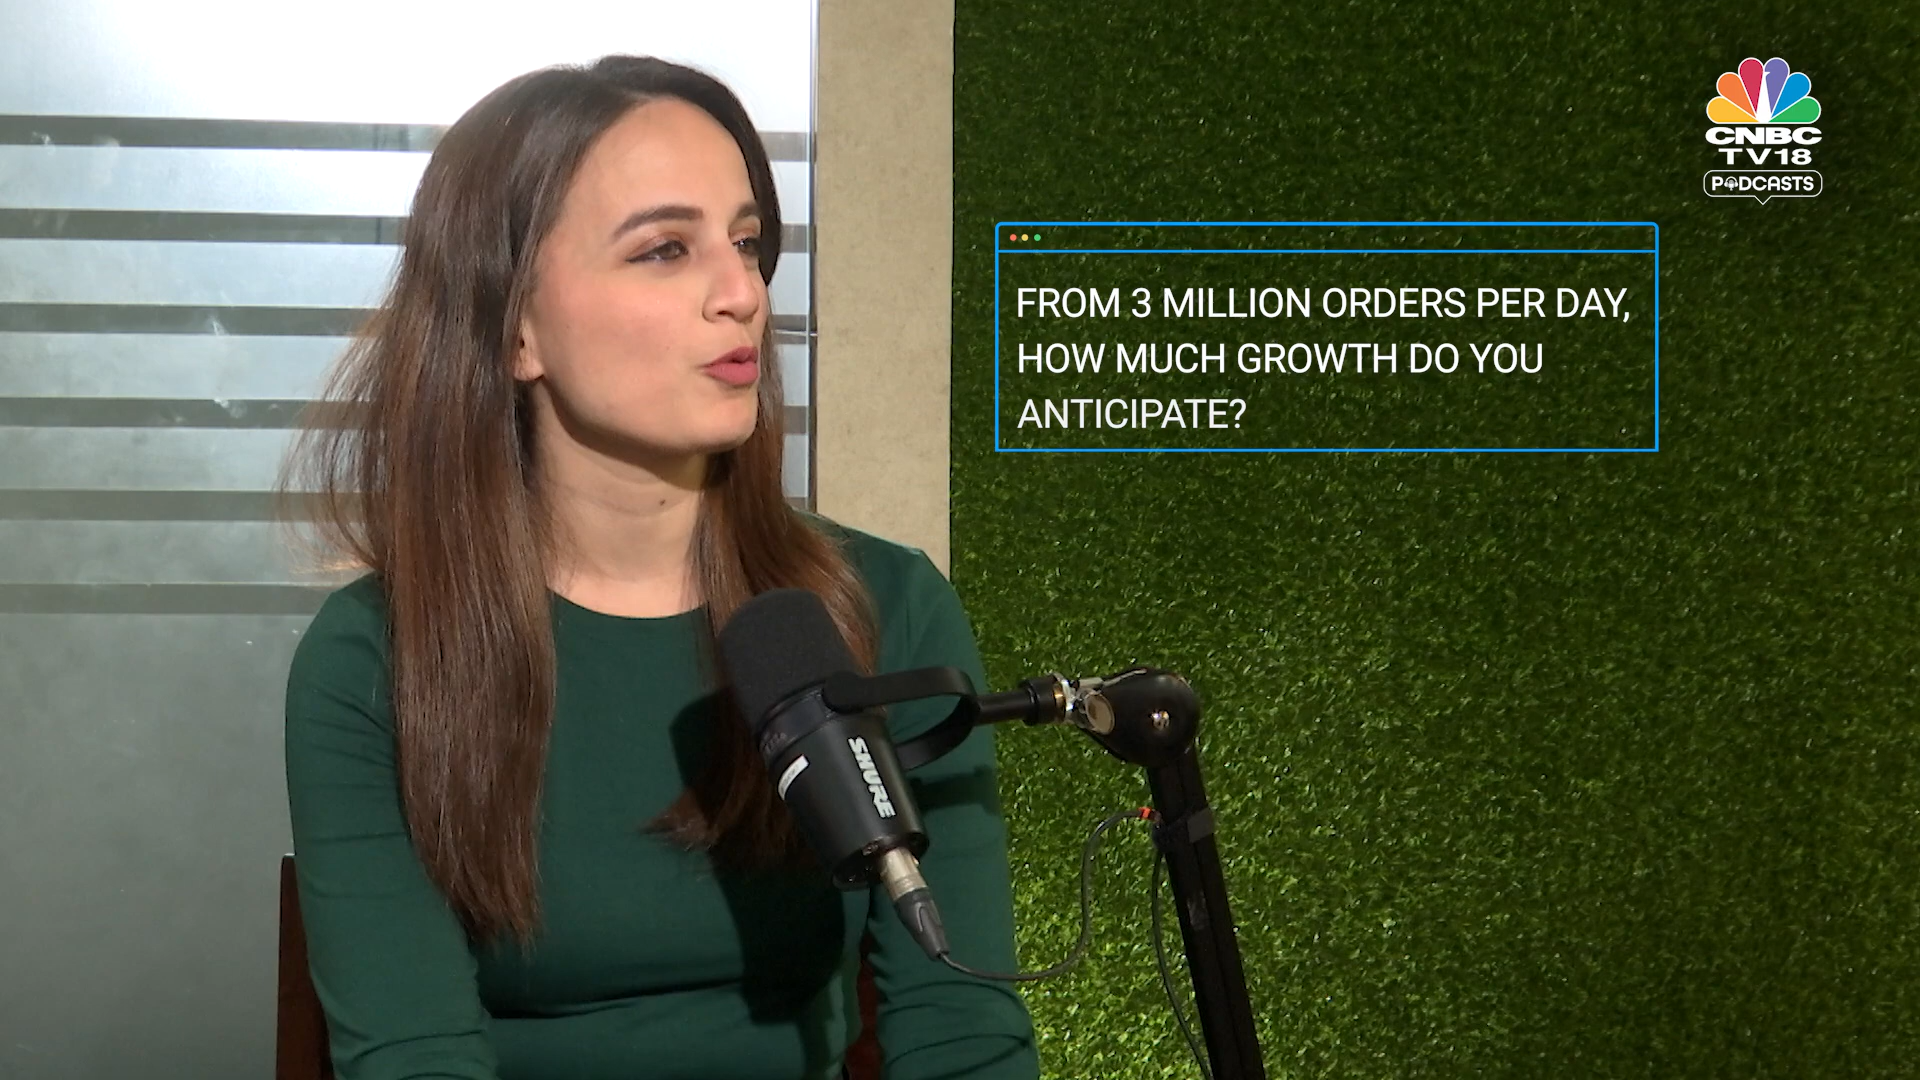 CNBC
TV18
PODCASTS
FROM 3 MILLION ORDERS PER DAY,
HOW MUCH GROWTH DO YOU
ANTICIPATE?
SHURE